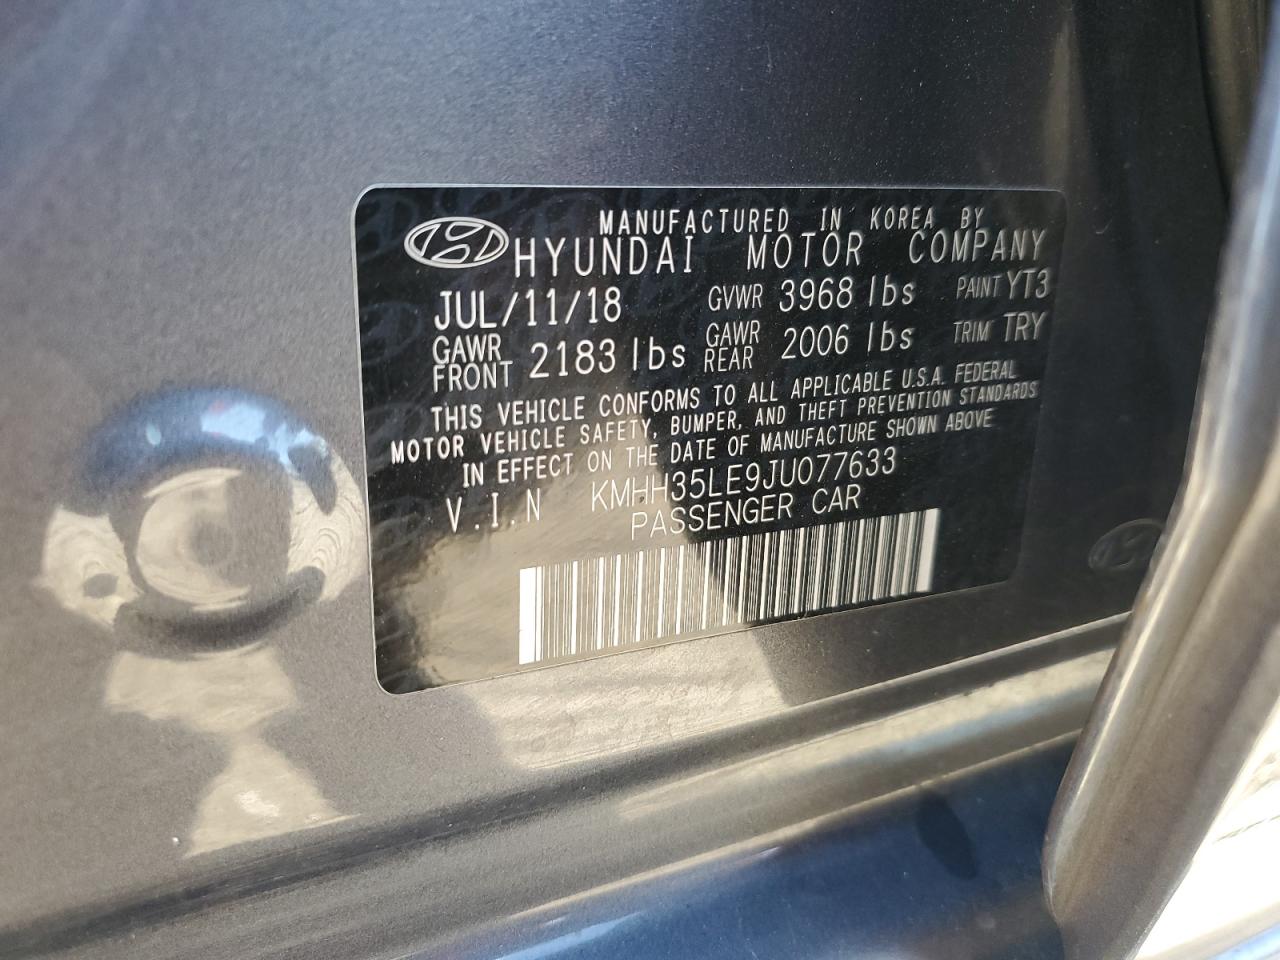 MANUFACTURED IN KOREA BY
HYUNDAI MOTOR COMPANY
JUL/11/18 GVWR 3968 lbs PAINT YT3
GAWR FRONT 2183 lbs GAWR REAR 2006 lbs TRIM TRY
THIS VEHICLE CONFORMS TO ALL APPLICABLE U.S.A. FEDERAL
MOTOR VEHICLE SAFETY, BUMPER, AND THEFT PREVENTION STANDARDS
IN EFFECT ON THE DATE OF MANUFACTURE SHOWN ABOVE
V.I.N KMHH35LE9JU077633
PASSENGER CAR